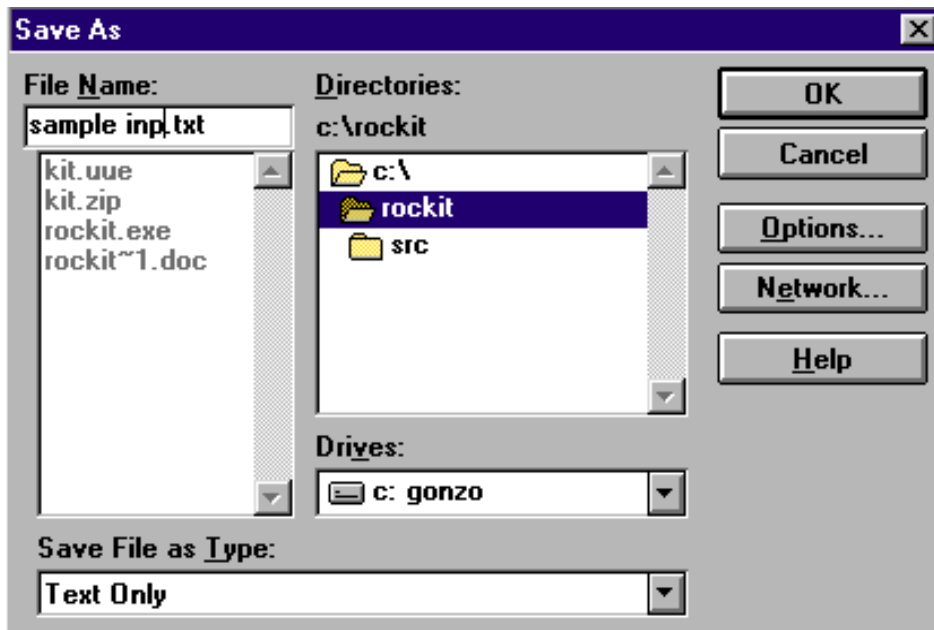 Save As
File Name:
sample inp.txt
kit.uue
kit.zip
rockit.exe
rockit~1.doc
Directories:
c:\rockit
c:\
rockit
src
Drives:
c: gonzo
Save File as Type:
Text Only
OK
Cancel
Options...
Network...
Help